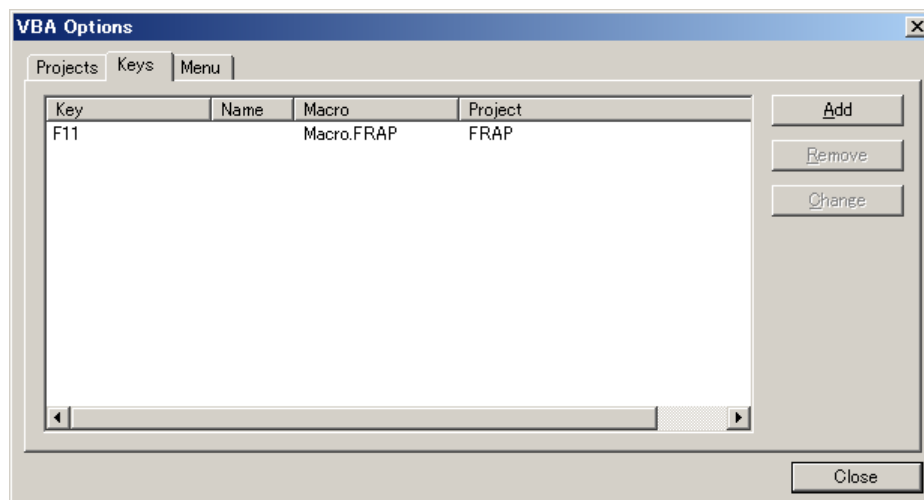 VBA Options
Projects Keys Menu
Key Name Macro Project
F11 Macro.FRAP FRAP
Add
Remove
Change
Close